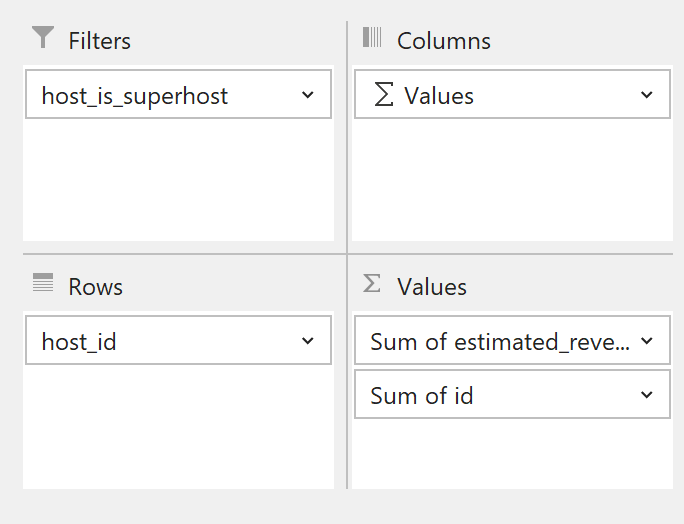 Filters
host_is_superhost
Columns
Values
Rows
host_id
Values
Sum of estimated_reve...
Sum of id